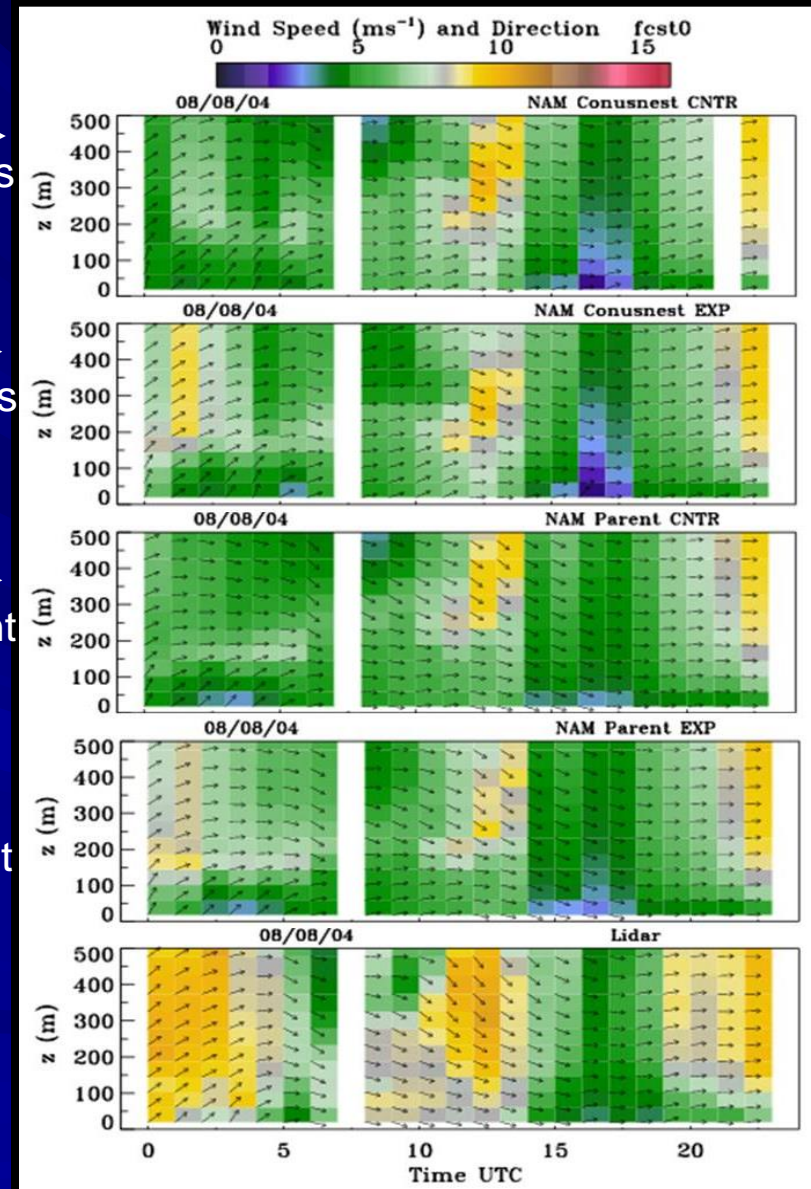 Wind Speed (ms⁻¹) and Direction fcst0
0 5 10 15
08/08/04 NAM Conusnest CNTR
500
400
300
200
100
0
z (m)
s
08/08/04 NAM Conusnest EXP
500
400
300
200
100
0
z (m)
s
08/08/04 NAM Parent CNTR
500
400
300
200
100
0
z (m)
nt
08/08/04 NAM Parent EXP
500
400
300
200
100
0
z (m)
t
08/08/04 Lidar
500
400
300
200
100
0
z (m)
0 5 10 15 20
Time UTC